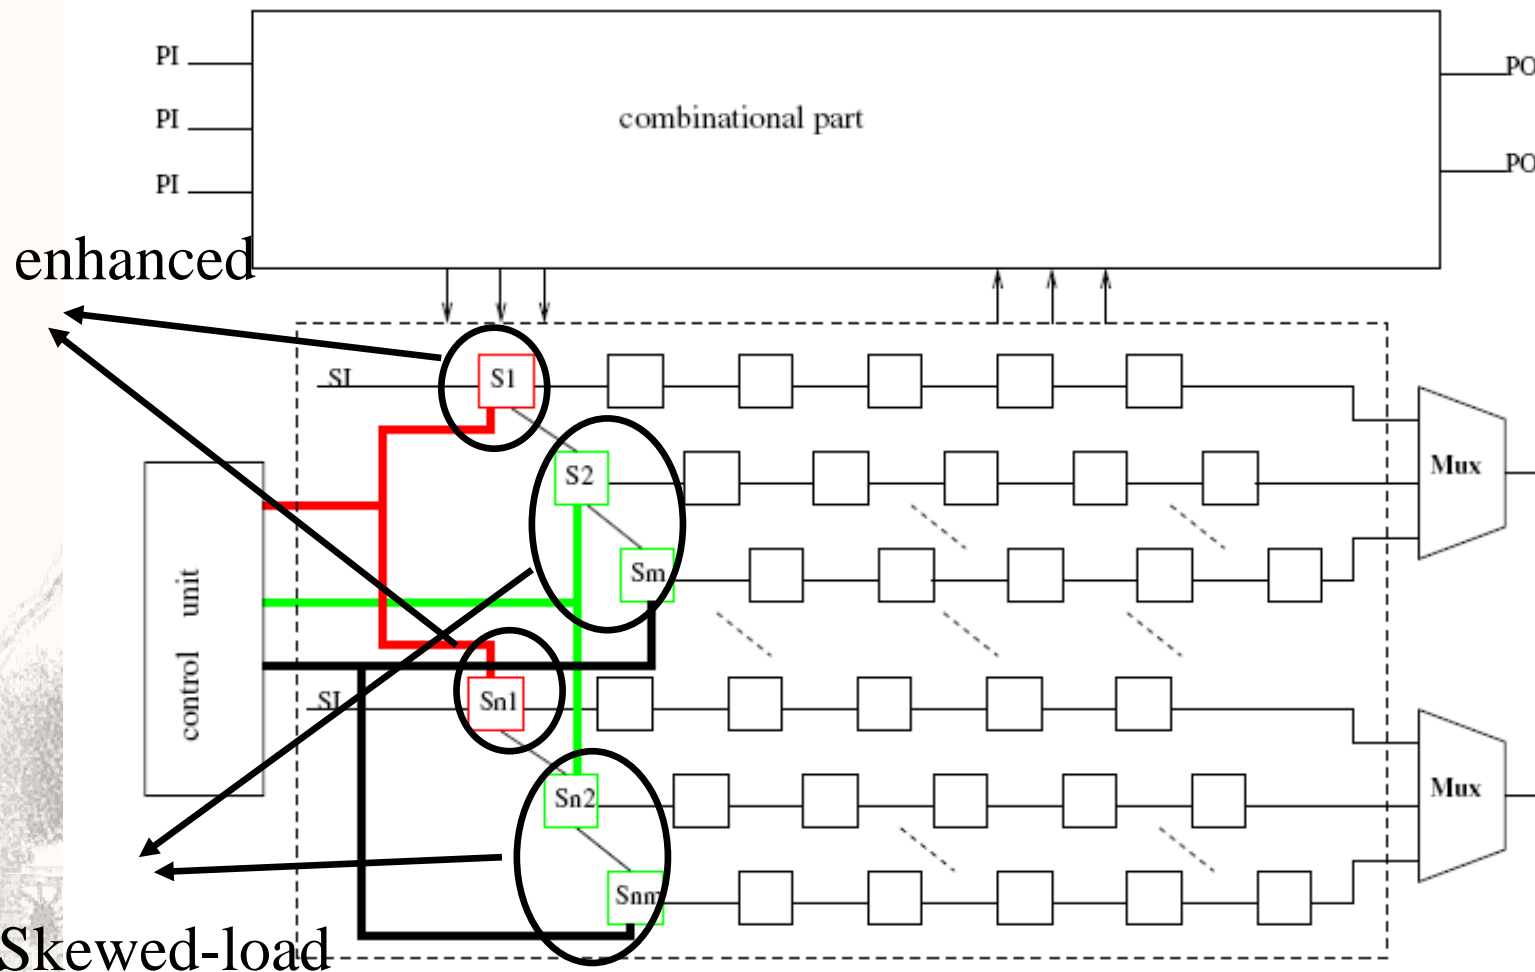 PI
PO
combinational part
PI
PO
PI
enhanced
SI
S1
S2
Mux
Sm
control unit
SI
Sn1
Sn2
Mux
Snm
Skewed-load